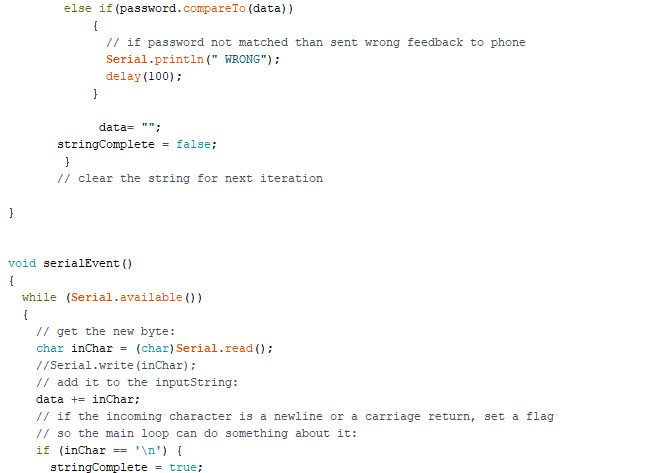 else if(password.compareTo(data))
{
// if password not matched than sent wrong feedback to phone
Serial.println(" WRONG");
delay(100);
}
data= "";
stringComplete = false;
}
// clear the string for next iteration
}
void serialEvent()
{
while (Serial.available())
{
// get the new byte:
char inChar = (char)Serial.read();
//Serial.write(inChar);
// add it to the inputString:
data += inChar;
// if the incoming character is a newline or a carriage return, set a flag
// so the main loop can do something about it:
if (inChar == '\n') {
stringComplete = true;